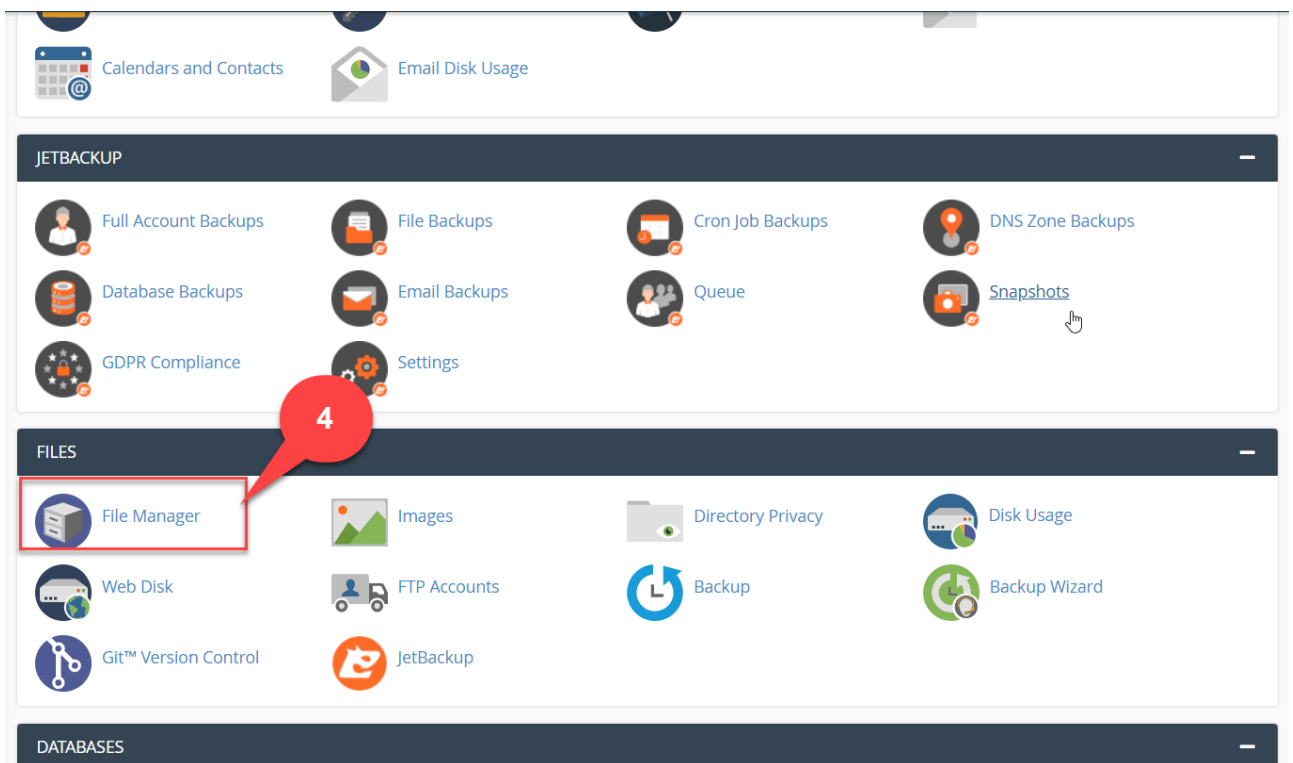 Calendars and Contacts Email Disk Usage
JETBACKUP
Full Account Backups File Backups Cron Job Backups DNS Zone Backups
Database Backups Email Backups Queue Snapshots
GDPR Compliance Settings
4
FILES
File Manager Images Directory Privacy Disk Usage
Web Disk FTP Accounts Backup Backup Wizard
Git™ Version Control JetBackup
DATABASES